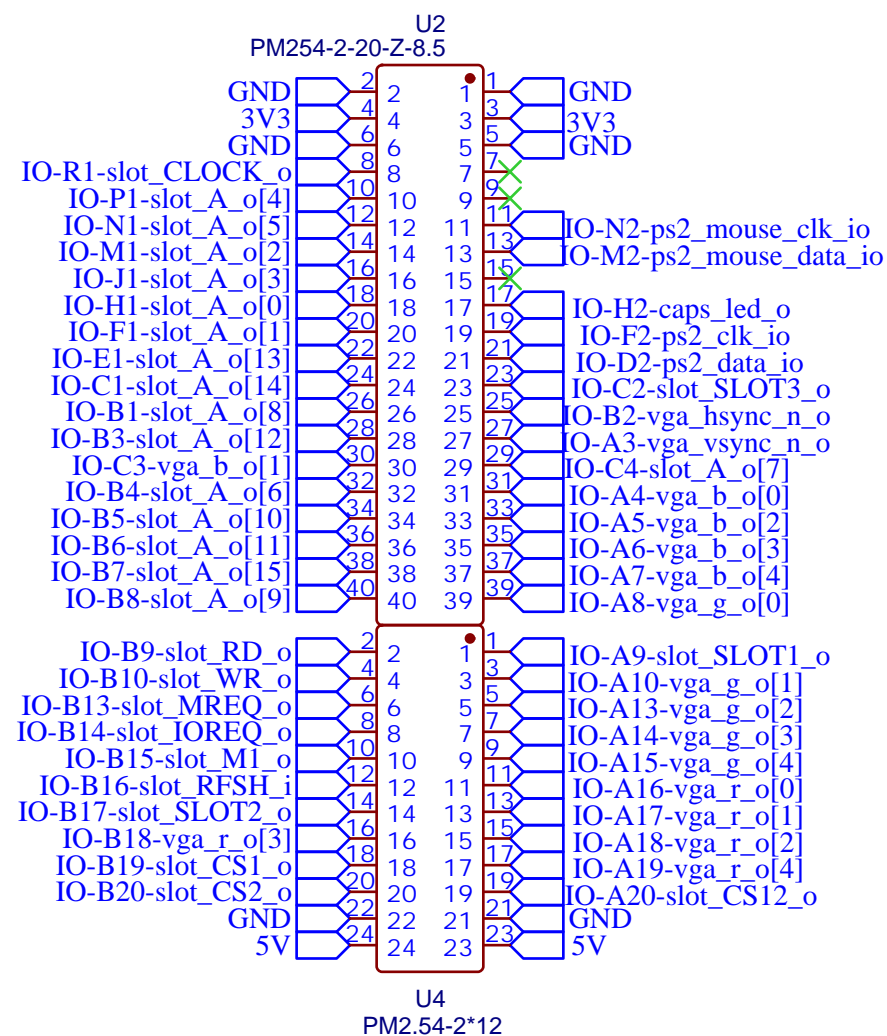 U2
PM254-2-20-Z-8.5
GND 2 2 1 1 GND
3V3 4 4 3 3 3V3
GND 6 6 5 5 GND
IO-R1-slot_CLOCK_o 8 8 7 7
IO-P1-slot_A_o[4] 10 10 9 9
IO-N1-slot_A_o[5] 12 12 11 11 IO-N2-ps2_mouse_clk_io
IO-M1-slot_A_o[2] 14 14 13 13 IO-M2-ps2_mouse_data_io
IO-J1-slot_A_o[3] 16 16 15 15
IO-H1-slot_A_o[0] 18 18 17 17 IO-H2-caps_led_o
IO-F1-slot_A_o[1] 20 20 19 19 IO-F2-ps2_clk_io
IO-E1-slot_A_o[13] 22 22 21 21 IO-D2-ps2_data_io
IO-C1-slot_A_o[14] 24 24 23 23 IO-C2-slot_SLOT3_o
IO-B1-slot_A_o[8] 26 26 25 25 IO-B2-vga_hsync_n_o
IO-B3-slot_A_o[12] 28 28 27 27 IO-A3-vga_vsync_n_o
IO-C3-vga_b_o[1] 30 30 29 29 IO-C4-slot_A_o[7]
IO-B4-slot_A_o[6] 32 32 31 31 IO-A4-vga_b_o[0]
IO-B5-slot_A_o[10] 34 34 33 33 IO-A5-vga_b_o[2]
IO-B6-slot_A_o[11] 36 36 35 35 IO-A6-vga_b_o[3]
IO-B7-slot_A_o[15] 38 38 37 37 IO-A7-vga_b_o[4]
IO-B8-slot_A_o[9] 40 40 39 39 IO-A8-vga_g_o[0]
IO-B9-slot_RD_o 2 2 1 1 IO-A9-slot_SLOT1_o
IO-B10-slot_WR_o 4 4 3 3 IO-A10-vga_g_o[1]
IO-B13-slot_MREQ_o 6 6 5 5 IO-A13-vga_g_o[2]
IO-B14-slot_IOREQ_o 8 8 7 7 IO-A14-vga_g_o[3]
IO-B15-slot_M1_o 10 10 9 9 IO-A15-vga_g_o[4]
IO-B16-slot_RFSH_i 12 12 11 11 IO-A16-vga_r_o[0]
IO-B17-slot_SLOT2_o 14 14 13 13 IO-A17-vga_r_o[1]
IO-B18-vga_r_o[3] 16 16 15 15 IO-A18-vga_r_o[2]
IO-B19-slot_CS1_o 18 18 17 17 IO-A19-vga_r_o[4]
IO-B20-slot_CS2_o 20 20 19 19 IO-A20-slot_CS12_o
GND 22 22 21 21 GND
5V 24 24 23 23 5V
U4
PM2.54-2*12